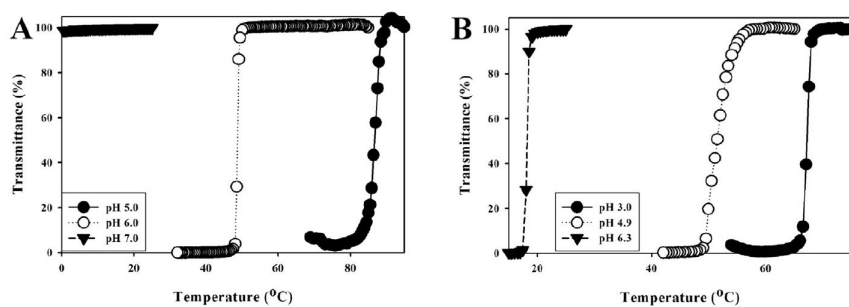 A
Transmittance (%)
100
80
60
40
20
0
pH 5.0
pH 6.0
pH 7.0
0 20 40 60 80
Temperature (°C)
B
Transmittance (%)
100
80
60
40
20
0
pH 3.0
pH 4.9
pH 6.3
20 40 60
Temperature (°C)